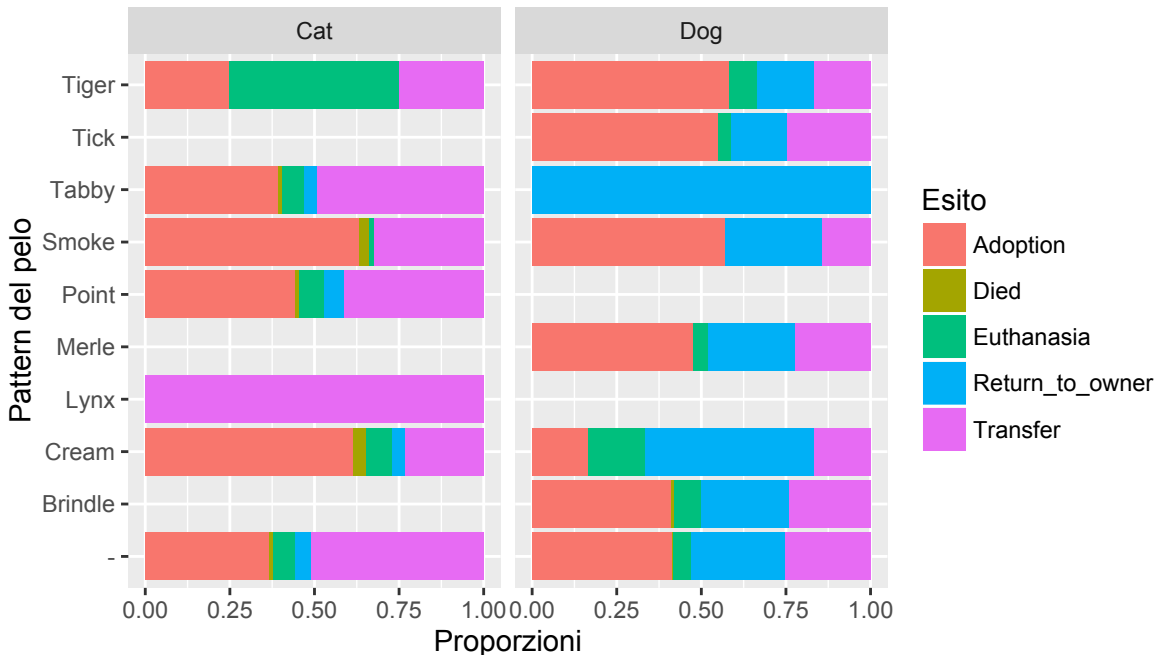 Cat
Dog
Tiger
Tick
Tabby
Smoke
Point
Merle
Lynx
Cream
Brindle
-
Pattern del pelo
0.00 0.25 0.50 0.75 1.00 0.00 0.25 0.50 0.75 1.00
Proporzioni
Esito
Adoption
Died
Euthanasia
Return_to_owner
Transfer